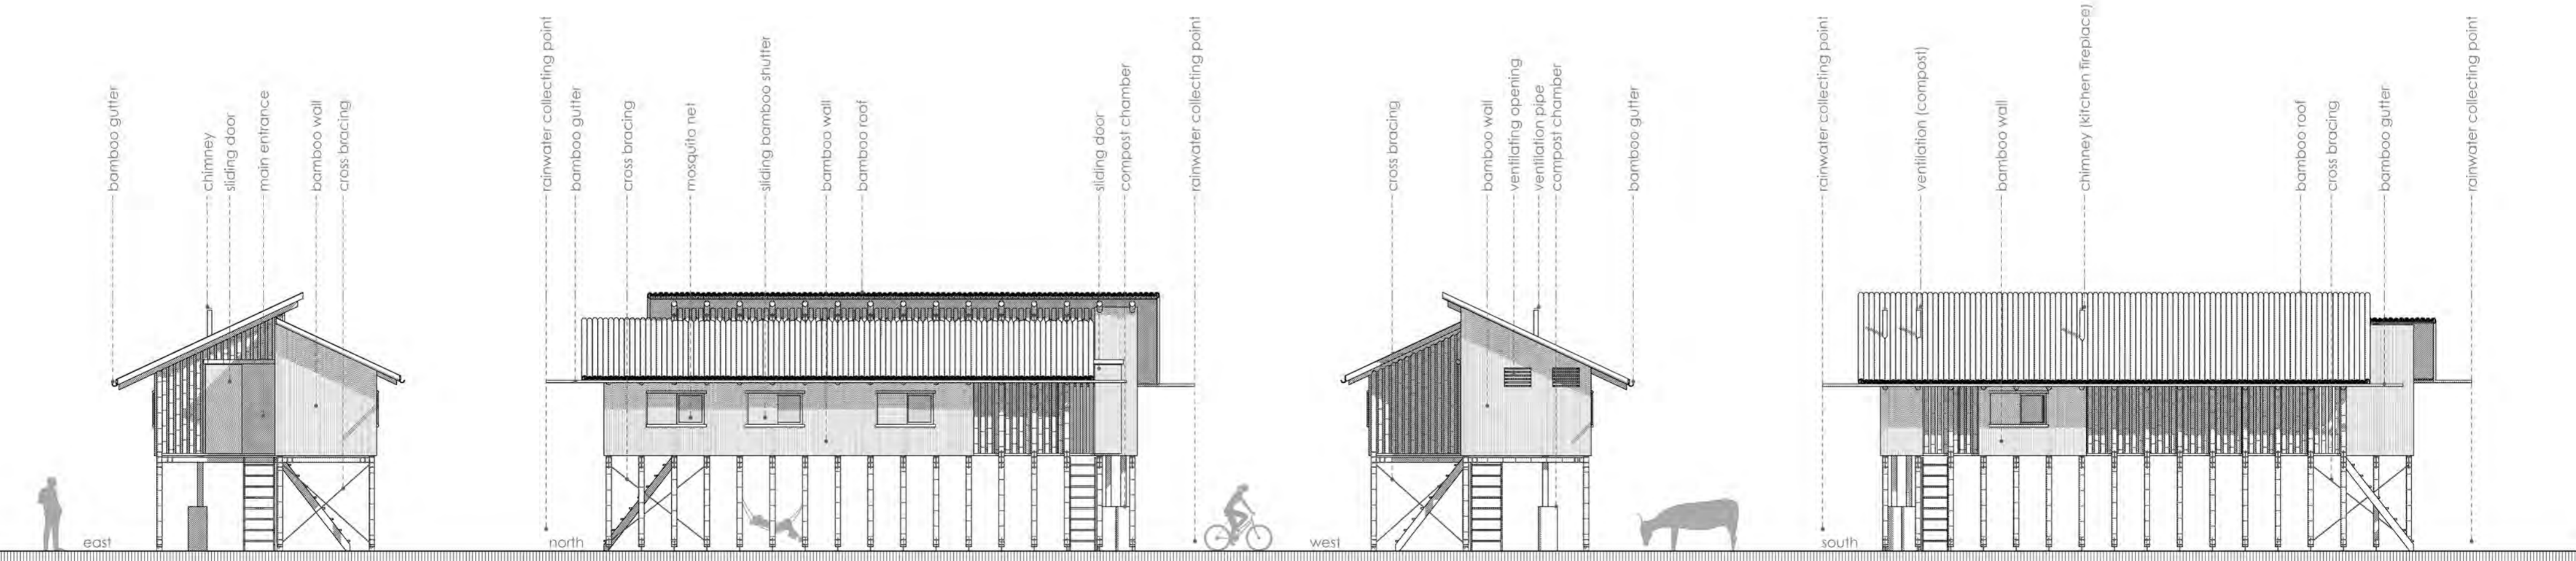 bamboo gutter
chimney
sliding door
main entrance
bamboo wall
cross bracing
east
rainwater collecting point
bamboo gutter
cross bracing
mosquito net
sliding bamboo shutter
bamboo wall
bamboo roof
sliding door
compost chamber
rainwater collecting point
north
cross bracing
bamboo wall
ventilating opening
ventilation pipe
compost chamber
bamboo gutter
west
rainwater collecting point
ventilation (compost)
bamboo wall
chimney (kitchen fireplace)
bamboo roof
cross bracing
bamboo gutter
rainwater collecting point
south